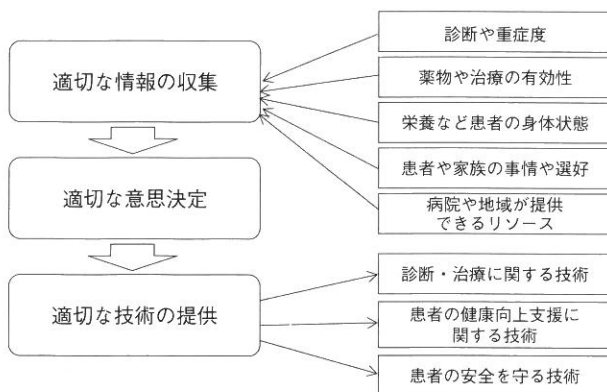 適切な情報の収集
診断や重症度
薬物や治療の有効性
栄養など患者の身体状態
患者や家族の事情や選好
病院や地域が提供
できるリソース
適切な意思決定
適切な技術の提供
診断・治療に関する技術
患者の健康向上支援に
関する技術
患者の安全を守る技術